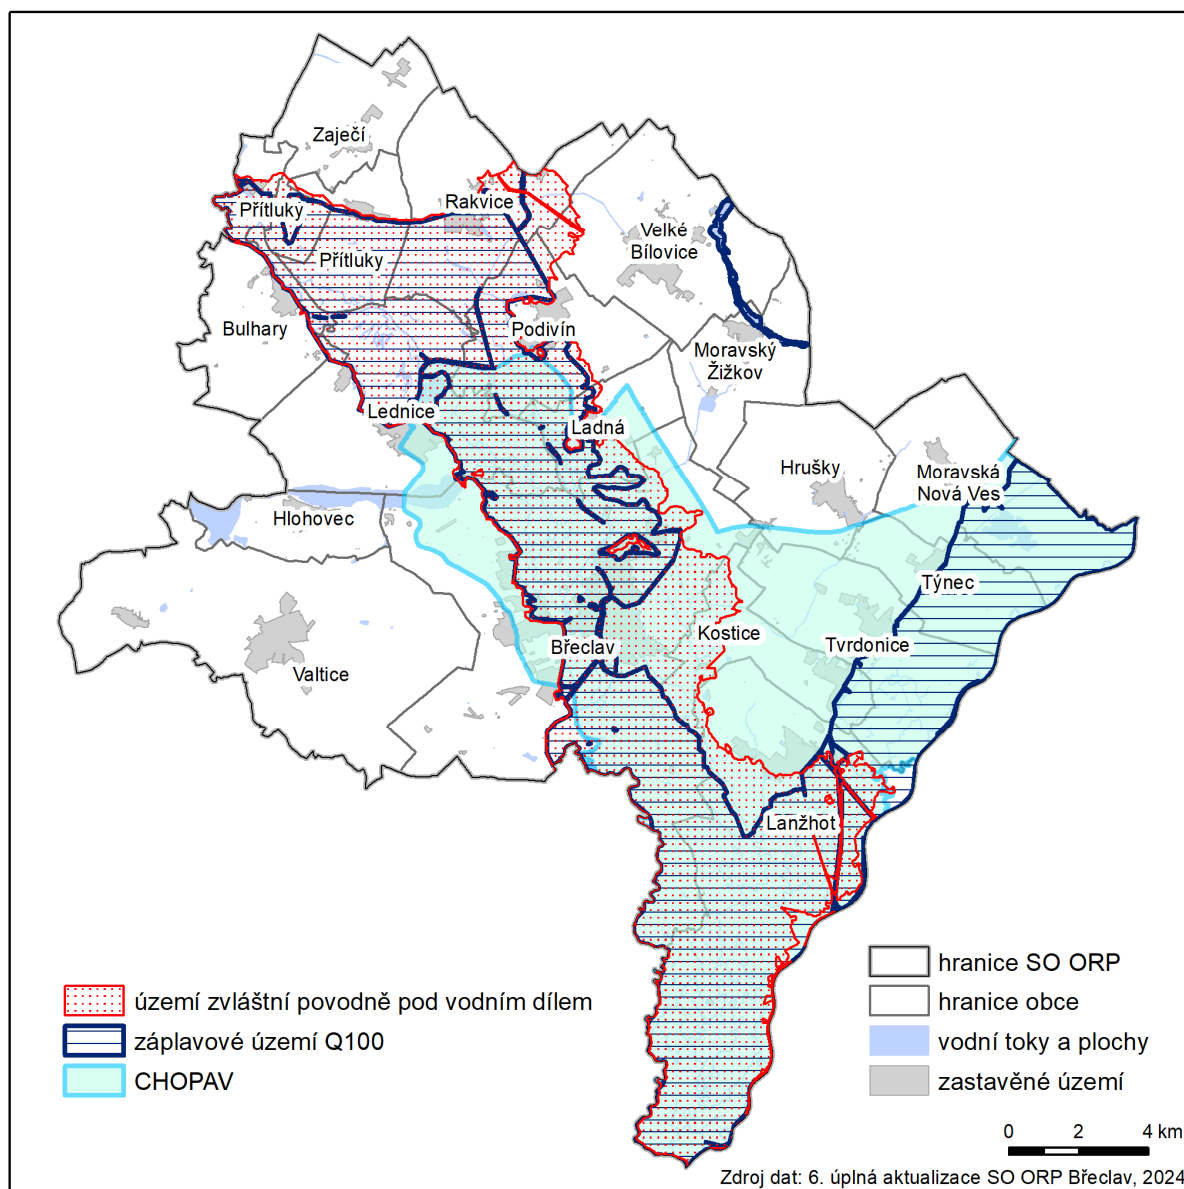 Zaječí
Přítluky
Rakvice
Velké
Bílovice
Přítluky
Bulhary
Podivín
Moravský
Žižkov
Lednice
Ladná
Hrušky
Moravská
Nová Ves
Hlohovec
Týnec
Kostice
Břeclav
Tvrdonice
Valtice
Lanžhot
území zvláštní povodně pod vodním dílem
záplavové území Q100
CHOPAV
hranice SO ORP
hranice obce
vodní toky a plochy
zastavěné území
0 2 4 km
Zdroj dat: 6. úplná aktualizace SO ORP Břeclav, 2024